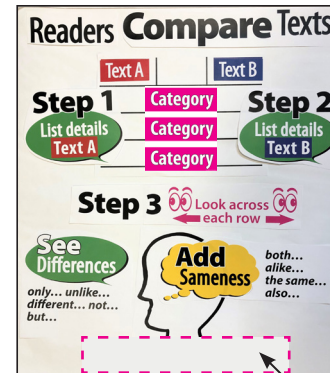 Readers Compare Texts
Text A Text B
Step 1 Category Step 2
List details
Text A
Category
List details
Text B
Category
Step 3 Look across
each row
See
Differences
Add
Sameness
only... unlike...
different... not...
but...
both...
alike...
the same...
also...